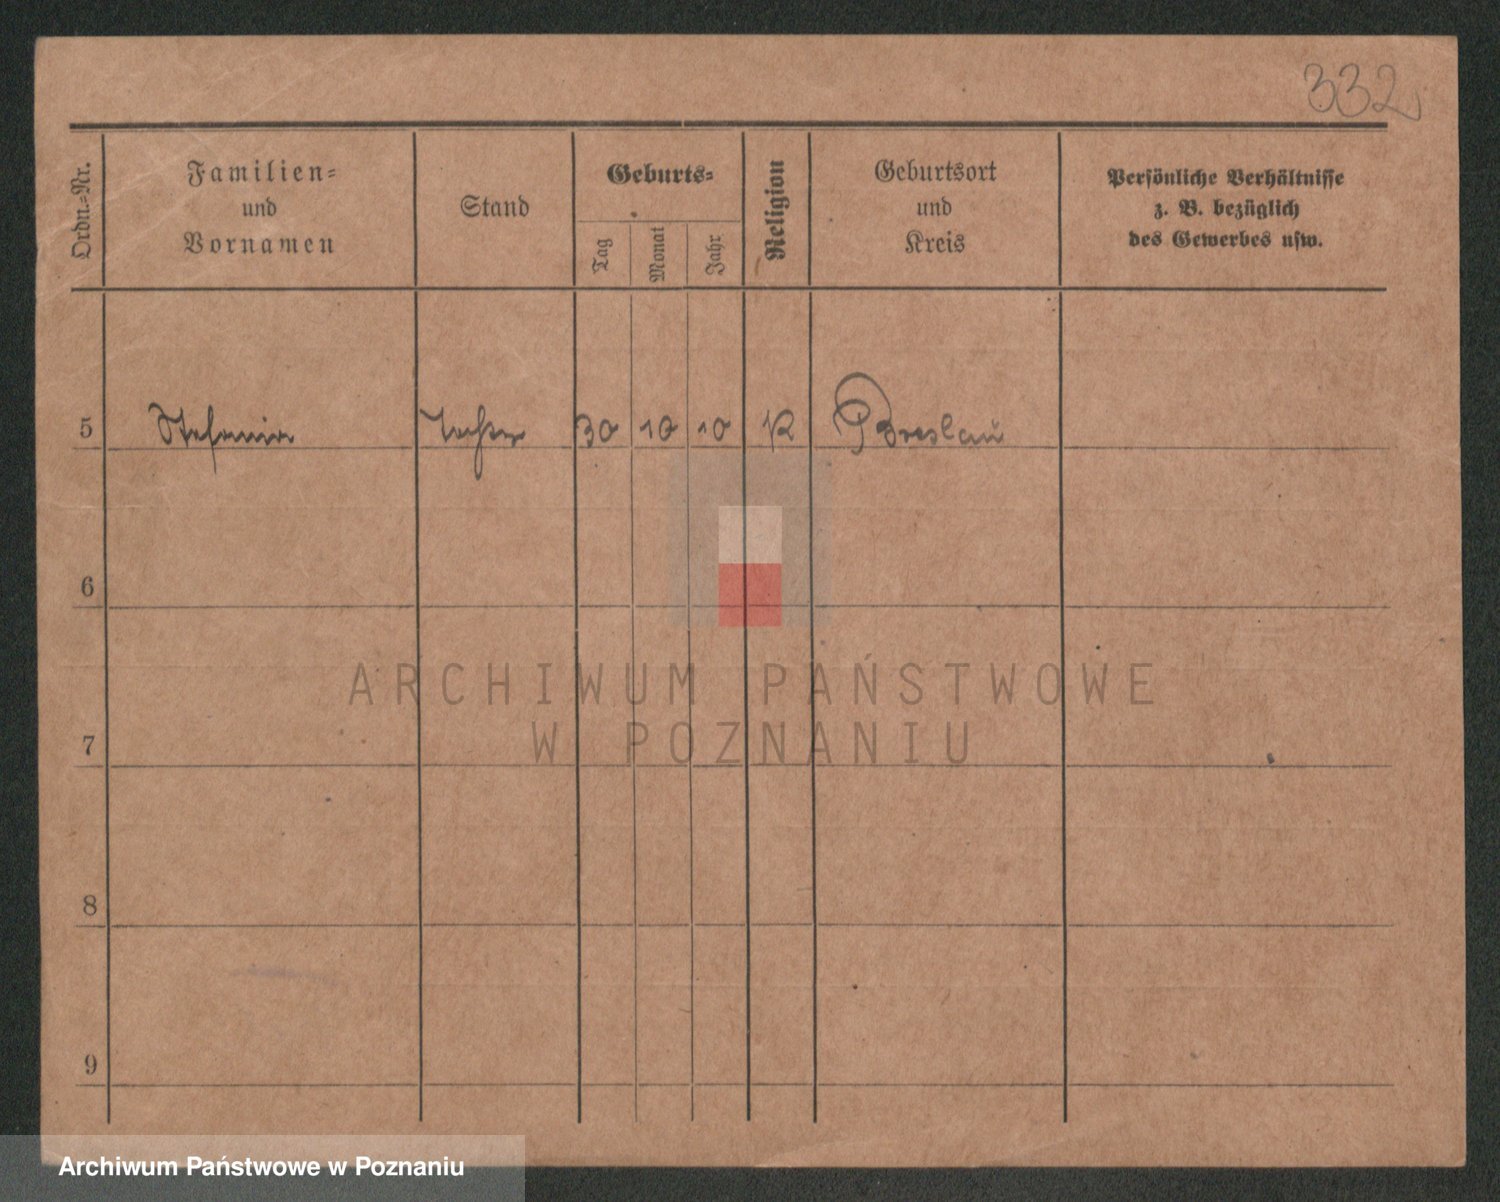 332
Ordn.-Nr.
Familien-
und
Vornamen
Stand
Geburts-
Tag
Monat
Jahr
Religion
Geburtsort
und
Kreis
Persönliche Verhältnisse
z. B. bezüglich
des Gewerbes usw.
5 Stefania Tochter 30 10 10 K Breslau
6
7
8
9
ARCHIWUM PAŃSTWOWE
W POZNANIU
Archiwum Państwowe w Poznaniu